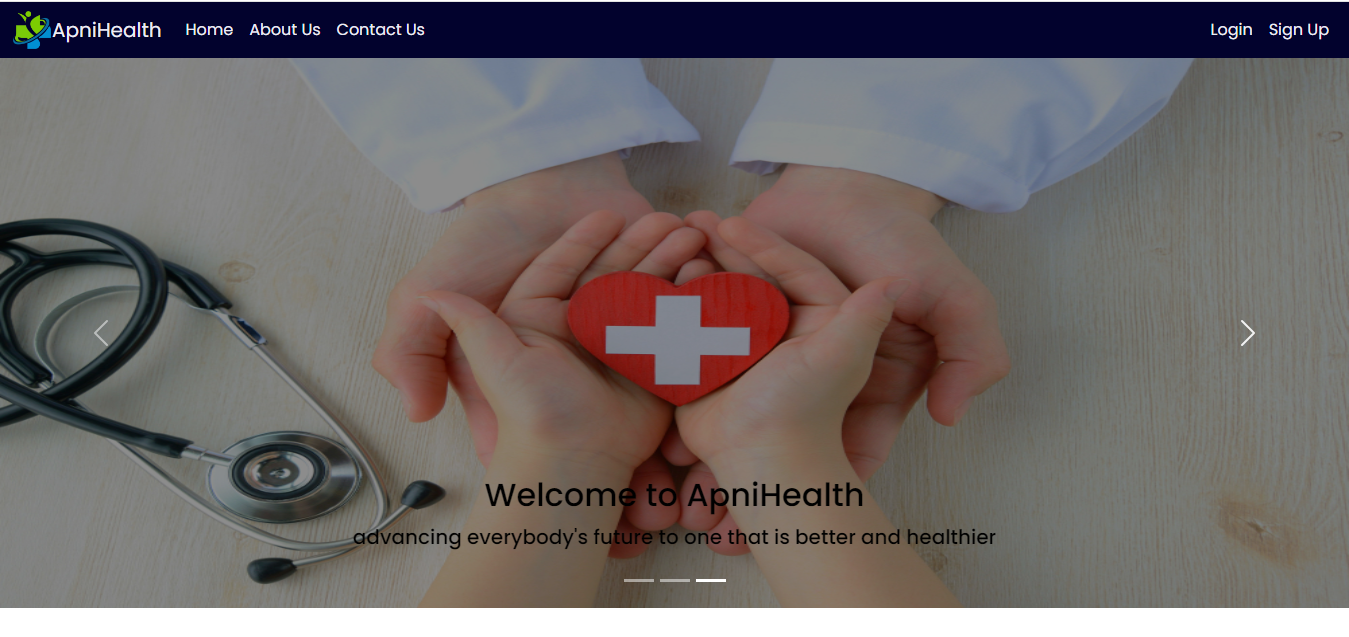 ApniHealth Home About Us Contact Us Login Sign Up
Welcome to ApniHealth
advancing everybody's future to one that is better and healthier